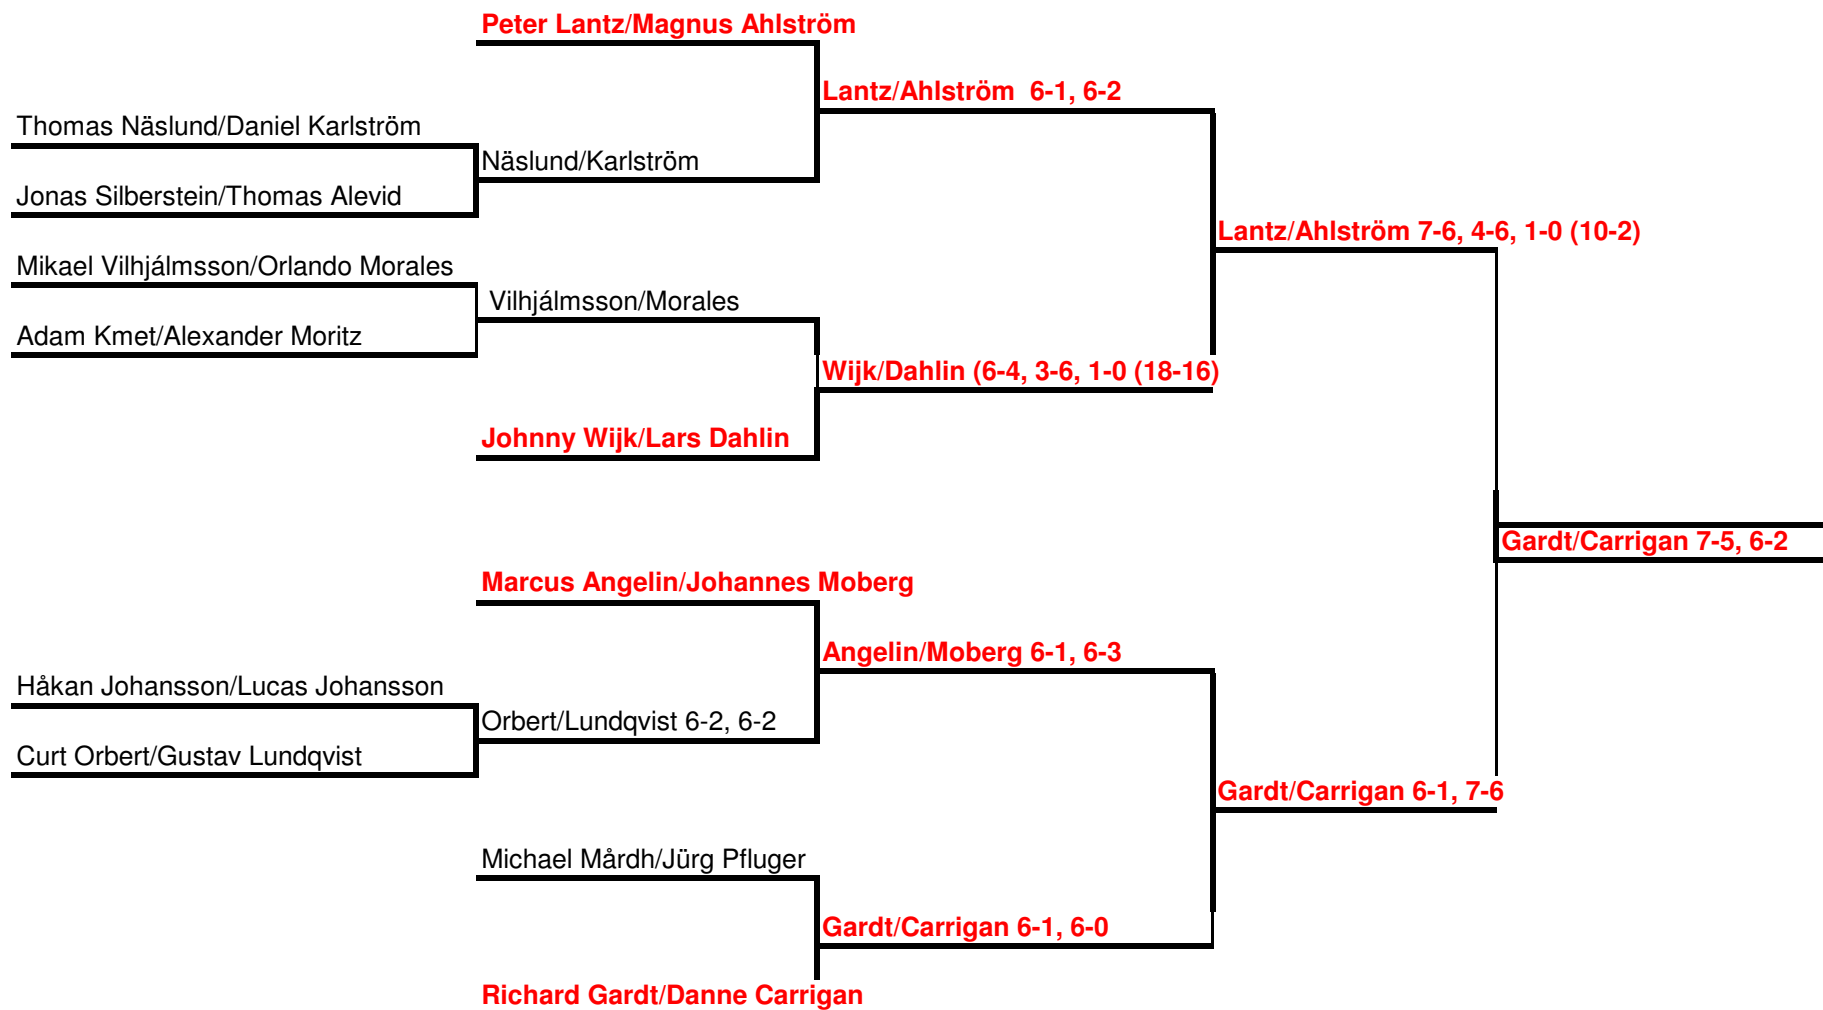 Peter Lantz/Magnus Ahlström
Lantz/Ahlström  6-1, 6-2
Thomas Näslund/Daniel Karlström
Näslund/Karlström
Jonas Silberstein/Thomas Alevid
Lantz/Ahlström 7-6, 4-6, 1-0 (10-2)
Mikael Vilhjálmsson/Orlando Morales
Vilhjálmsson/Morales
Adam Kmet/Alexander Moritz
Wijk/Dahlin (6-4, 3-6, 1-0 (18-16)
Johnny Wijk/Lars Dahlin
Gardt/Carrigan 7-5, 6-2
Marcus Angelin/Johannes Moberg
Angelin/Moberg 6-1, 6-3
Håkan Johansson/Lucas Johansson
Orbert/Lundqvist 6-2, 6-2
Curt Orbert/Gustav Lundqvist
Gardt/Carrigan 6-1, 7-6
Michael Mårdh/Jürg Pfluger
Gardt/Carrigan 6-1, 6-0
Richard Gardt/Danne Carrigan